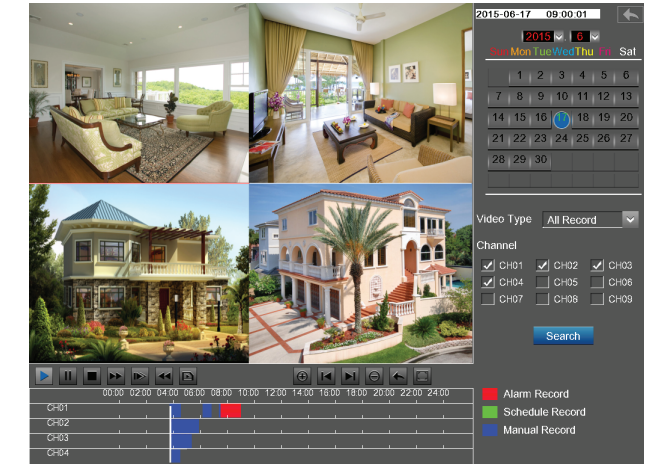 2015-06-17 09:00:01
2015 . 6
Sun Mon Tue Wed Thu Fri Sat
1 2 3 4 5 6
7 8 9 10 11 12 13
14 15 16 17 18 19 20
21 22 23 24 25 26 27
28 29 30
Video Type All Record
Channel
CH01 CH02 CH03
CH04 CH05 CH06
CH07 CH08 CH09
Search
00:00 02:00 04:00 06:00 08:00 10:00 12:00 14:00 16:00 18:00 20:00 22:00 24:00
CH01
CH02
CH03
CH04
Alarm Record
Schedule Record
Manual Record